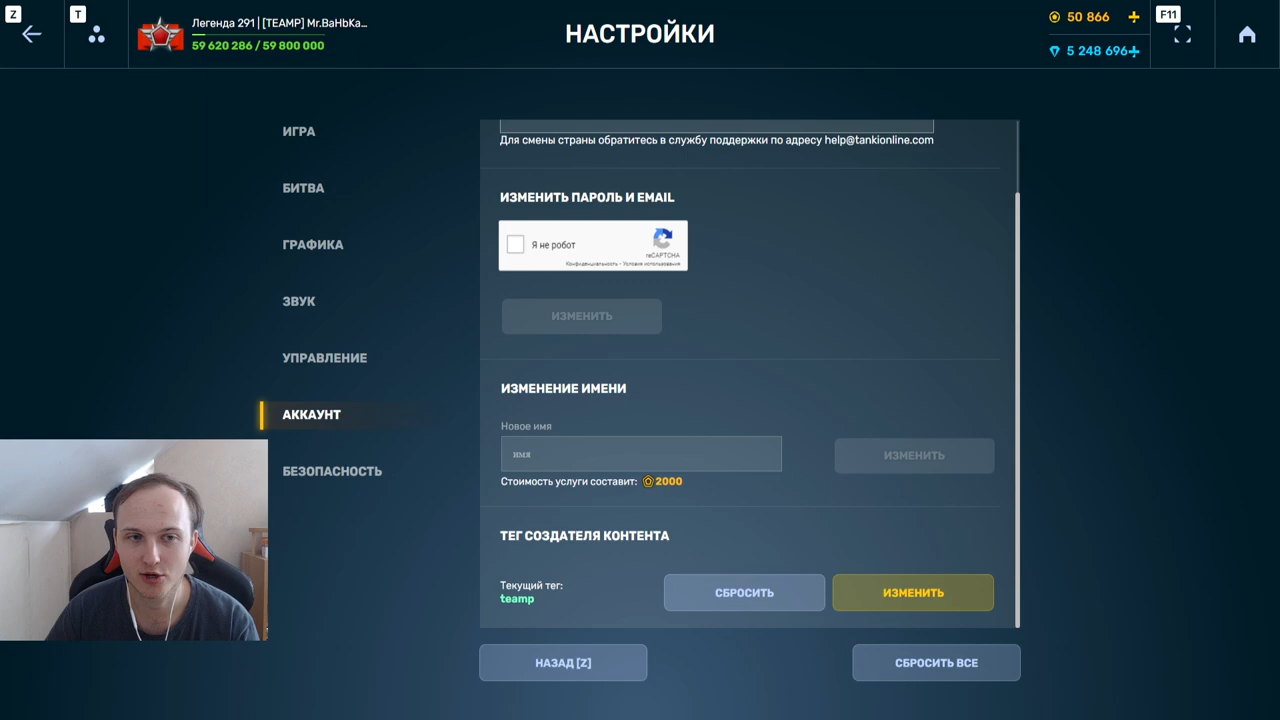 Z
T
Легенда 291 | [TEAMP] Mr.BaHbKa...
59 620 286 / 59 800 000
НАСТРОЙКИ
50 866
5 248 696
F11
ИГРА
БИТВА
ГРАФИКА
ЗВУК
УПРАВЛЕНИЕ
АККАУНТ
БЕЗОПАСНОСТЬ
Для смены страны обратитесь в службу поддержки по адресу help@tankionline.com
ИЗМЕНИТЬ ПАРОЛЬ И EMAIL
Я не робот
reCAPTCHA
Конфиденциальность - Условия использования
ИЗМЕНИТЬ
ИЗМЕНЕНИЕ ИМЕНИ
Новое имя
имя
ИЗМЕНИТЬ
Стоимость услуги составит: 2000
ТЕГ СОЗДАТЕЛЯ КОНТЕНТА
Текущий тег:
teamp
СБРОСИТЬ
ИЗМЕНИТЬ
НАЗАД [Z]
СБРОСИТЬ ВСЕ